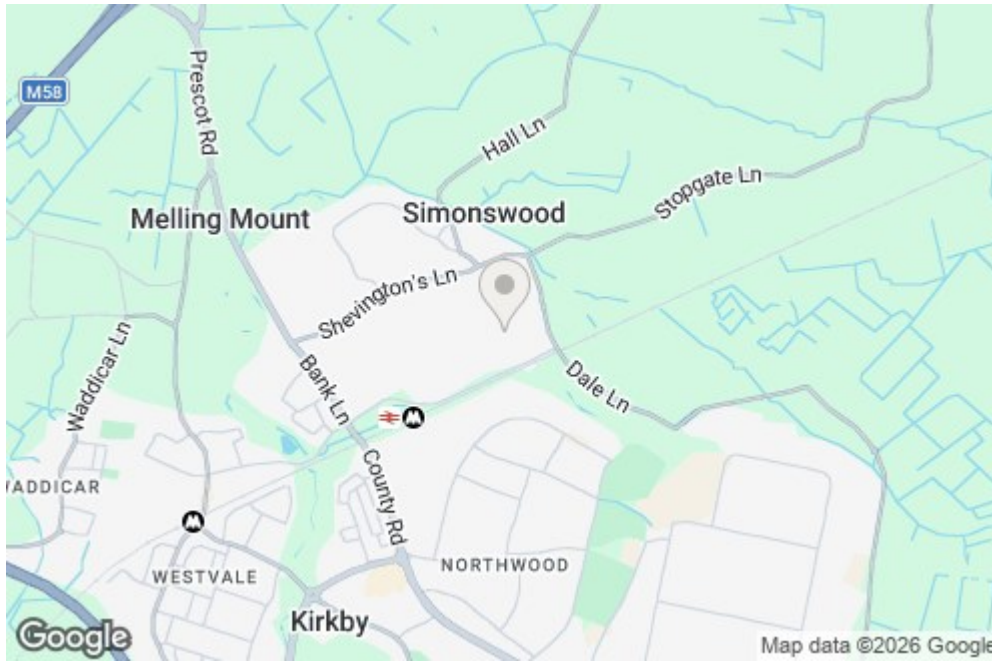 M58
Prescot Rd
Hall Ln
Stopgate Ln
Melling Mount
Simonswood
Shevington's Ln
Waddicar Ln
Bank Ln
Dale Ln
County Rd
WADDICAR
WESTVALE
NORTHWOOD
Kirkby
Google
Map data ©2026 Google